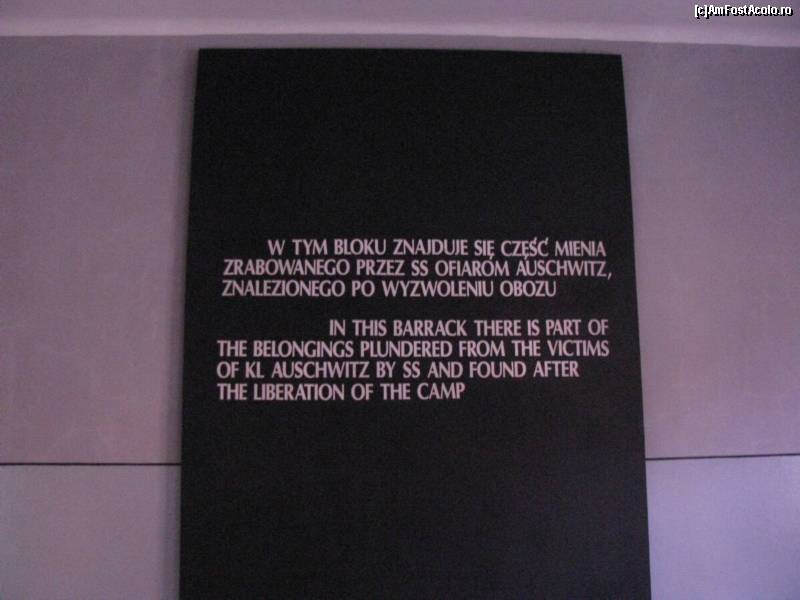 [c]AmFostAcolo.ro
W TYM BLOKU ZNAJDUJE SIĘ CZĘŚĆ MIENIA
ZRABOWANEGO PRZEZ SS OFIARÓM AUSCHWITZ,
ZNALEZIONEGO PO WYZWOLENIU OBOZU
IN THIS BARRACK THERE IS PART OF
THE BELONGINGS PLUNDERED FROM THE VICTIMS
OF KL AUSCHWITZ BY SS AND FOUND AFTER
THE LIBERATION OF THE CAMP